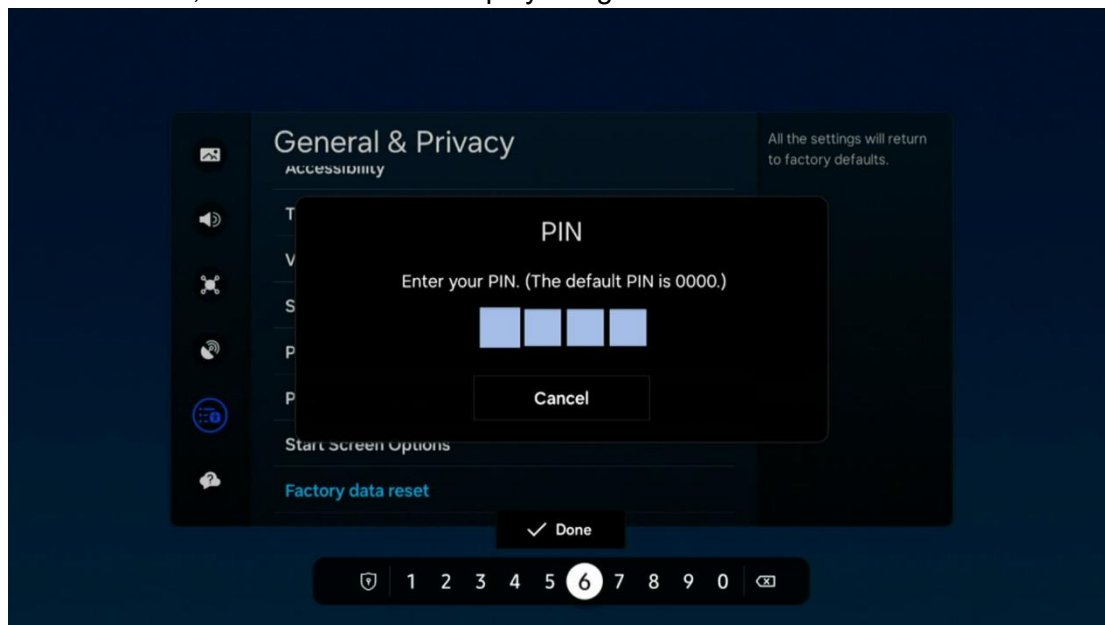 General & Privacy
All the settings will return
to factory defaults.
Accessibility
T
PIN
V
Enter your PIN. (The default PIN is 0000.)
S
P
P
Cancel
Start Screen Options
Factory data reset
Done
1 2 3 4 5 6 7 8 9 0